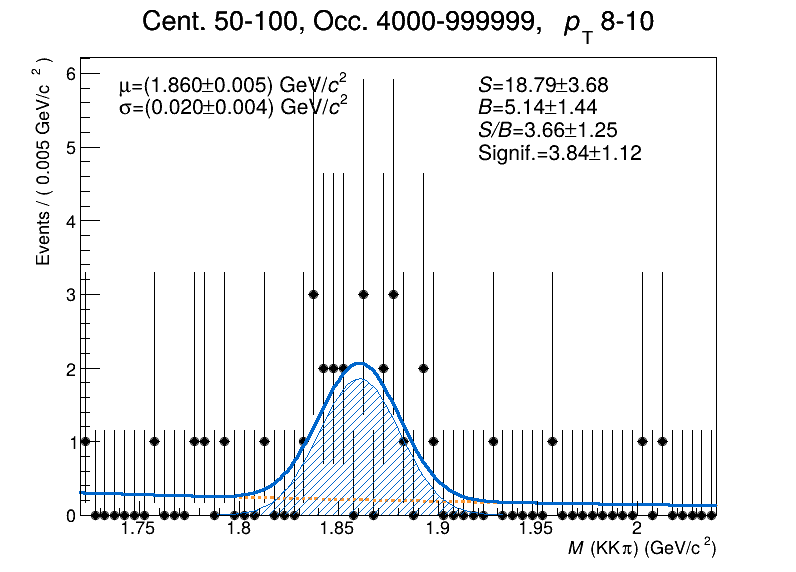 Cent. 50-100, Occ. 4000-999999, pT 8-10
Events / ( 0.005 GeV/c² )
μ=(1.860±0.005) GeV/c²
σ=(0.020±0.004) GeV/c²
S=18.79±3.68
B=5.14±1.44
S/B=3.66±1.25
Signif.=3.84±1.12
6
5
4
3
2
1
0
1.75 1.8 1.85 1.9 1.95 2
M (KKπ) (GeV/c²)